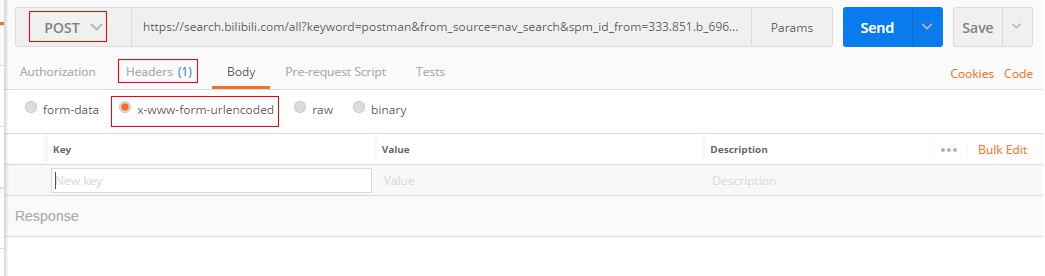 POST https://search.bilibili.com/all?keyword=postman&from_source=nav_search&spm_id_from=333.851.b_696... Params Send Save
Authorization Headers (1) Body Pre-request Script Tests Cookies Code
form-data x-www-form-urlencoded raw binary
Key Value Description ••• Bulk Edit
New key Value Description
Response